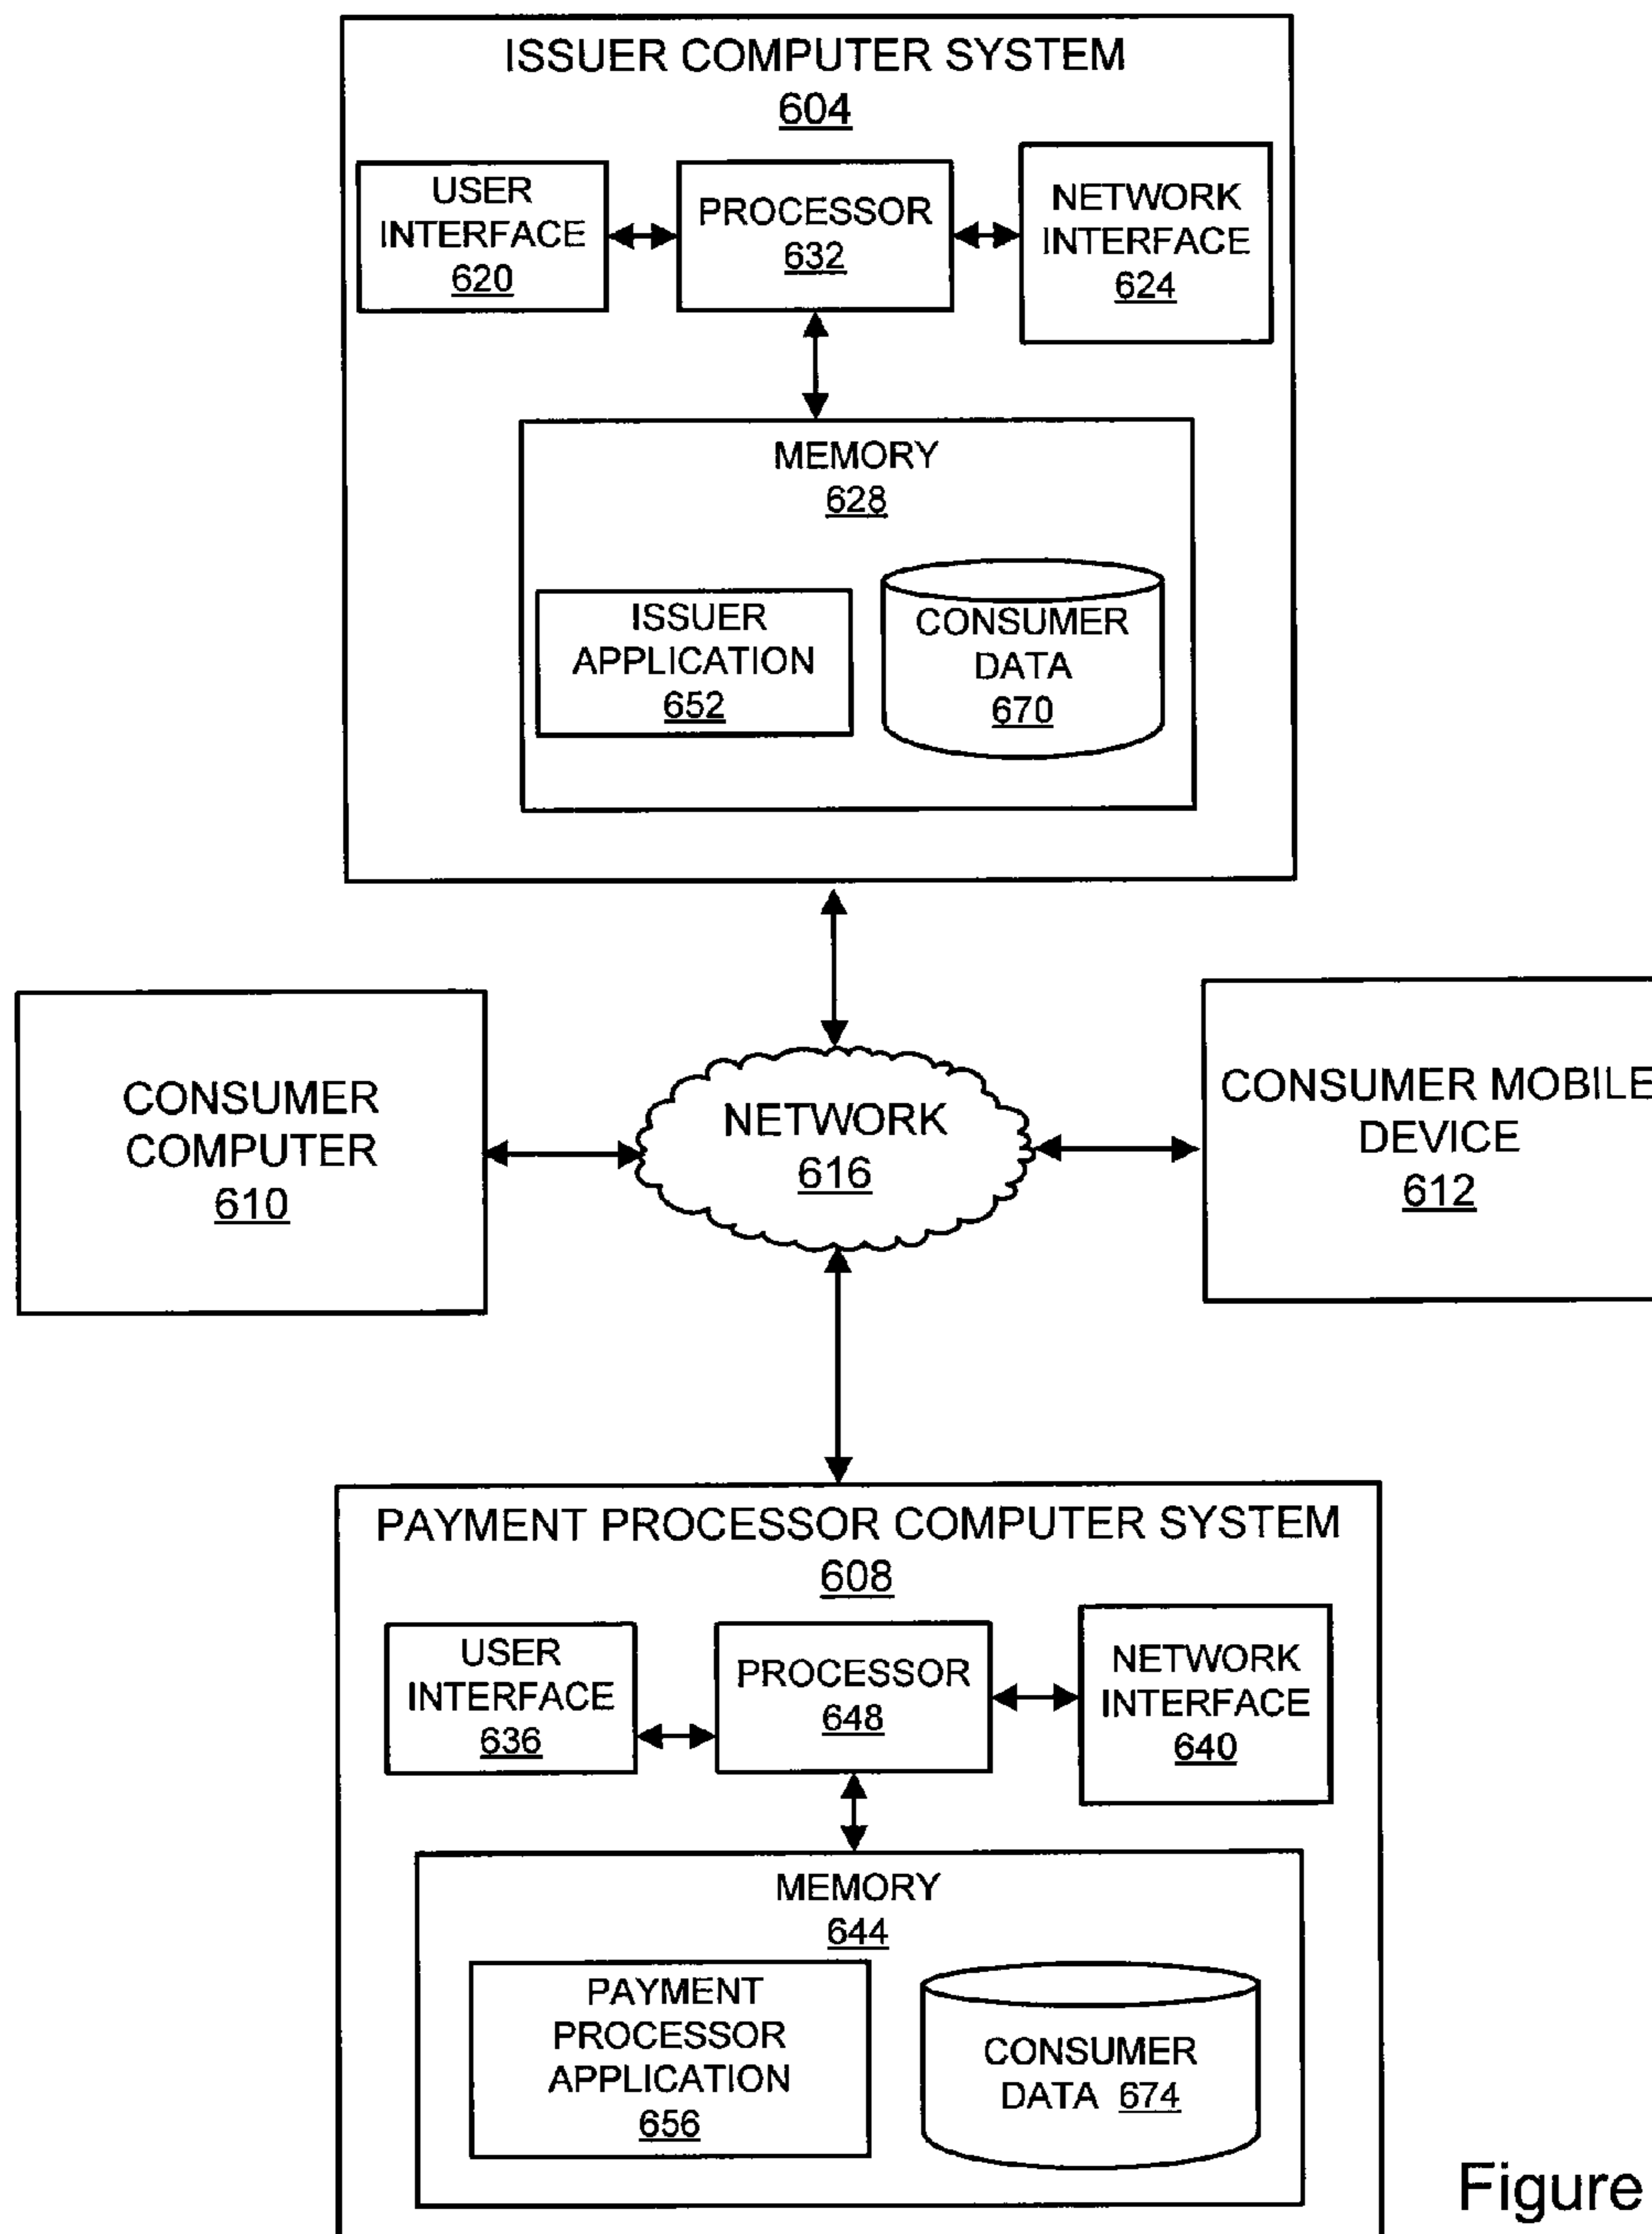 ISSUER COMPUTER SYSTEM
604
USER
INTERFACE
620
PROCESSOR
632
NETWORK
INTERFACE
624
MEMORY
628
ISSUER
APPLICATION
652
CONSUMER
DATA
670
CONSUMER
COMPUTER
610
NETWORK
616
CONSUMER MOBILE
DEVICE
612
PAYMENT PROCESSOR COMPUTER SYSTEM
608
USER
INTERFACE
636
PROCESSOR
648
NETWORK
INTERFACE
640
MEMORY
644
PAYMENT
PROCESSOR
APPLICATION
656
CONSUMER
DATA 674
Figure